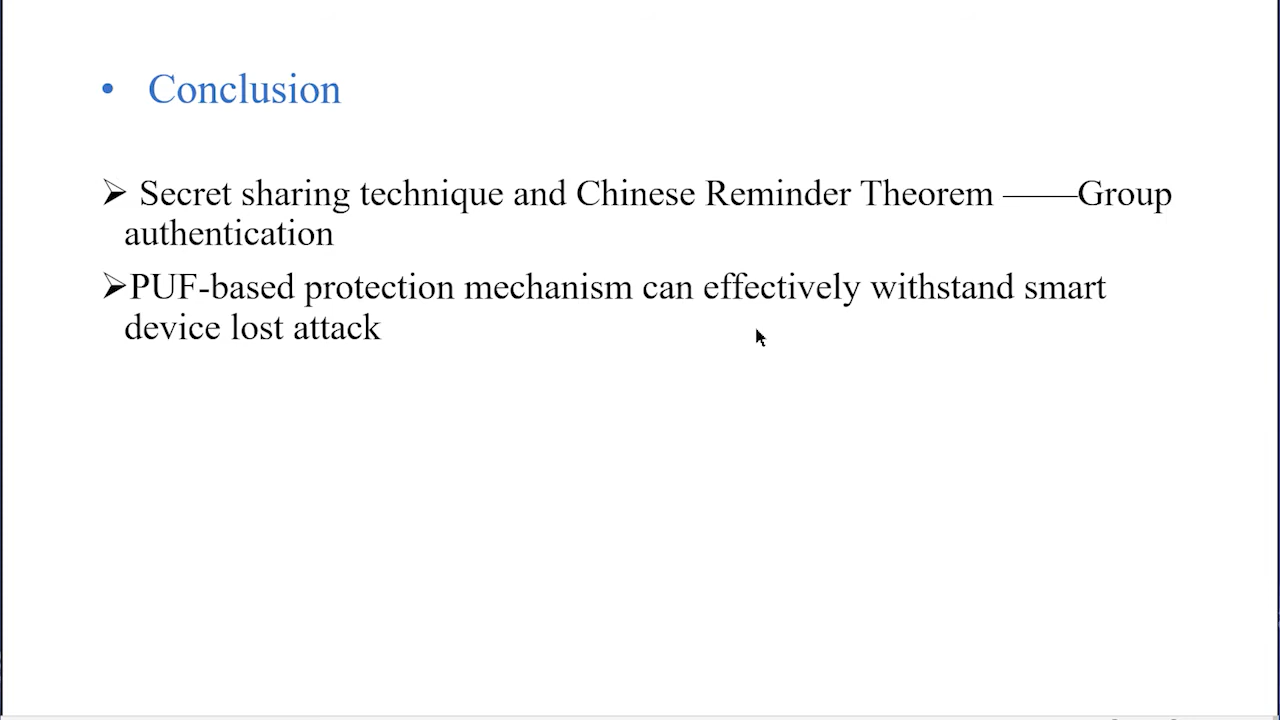 • Conclusion
➢ Secret sharing technique and Chinese Reminder Theorem ——Group
authentication
➢PUF-based protection mechanism can effectively withstand smart
device lost attack